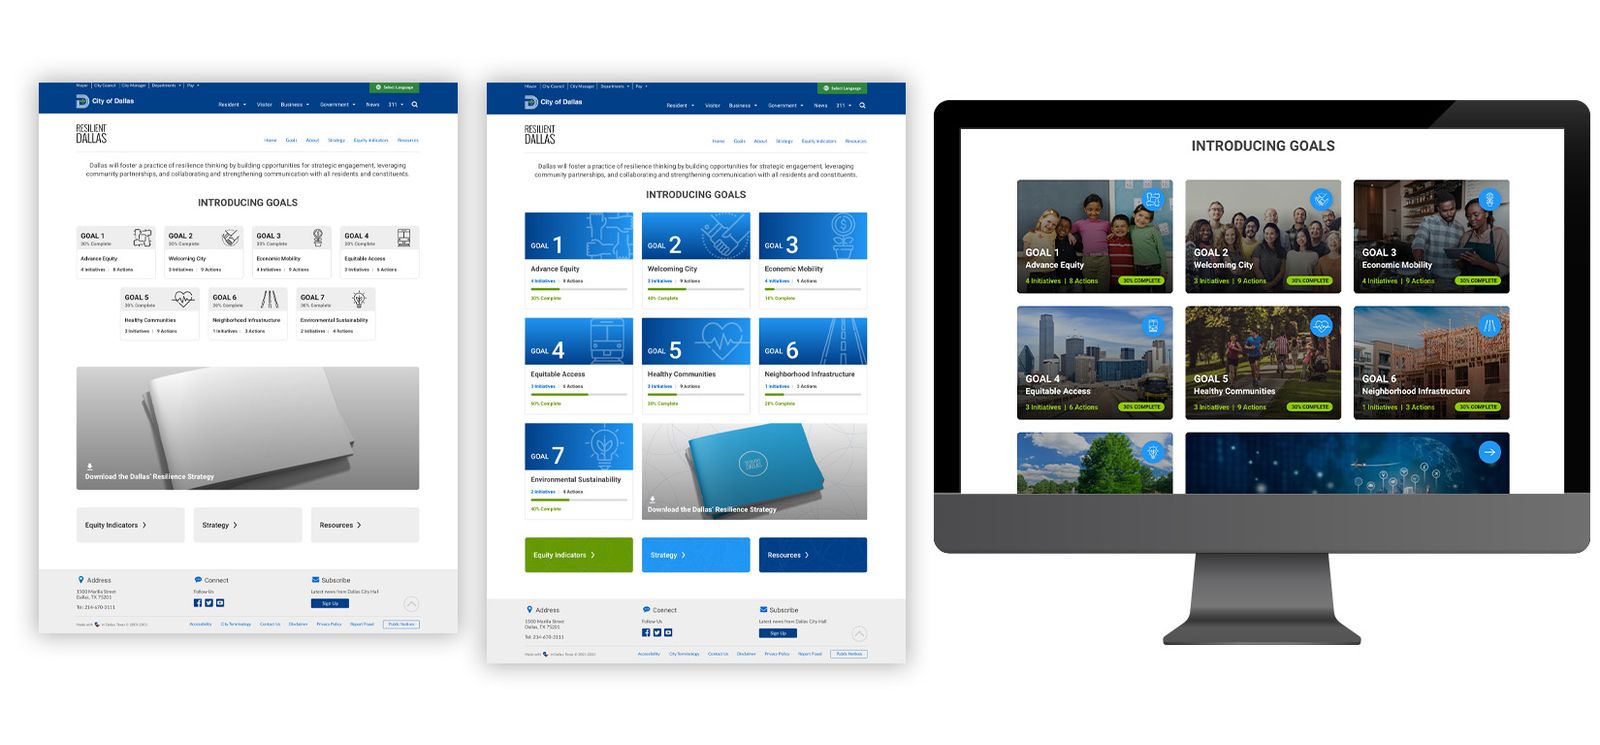 Mayor | City Council | City Manager | Departments | Pay
Select Language
City of Dallas
Resident Visitor Business Government News 311
RESILIENT
DALLAS
Home Goals About Strategy Equity Indicators Resources
Dallas will foster a practice of resilience thinking by building opportunities for strategic engagement, leveraging
community partnerships, and collaborating and strengthening communication with all residents and constituents.
INTRODUCING GOALS
GOAL 1
30% Complete
Advance Equity
4 Initiatives | 8 Actions
GOAL 2
30% Complete
Welcoming City
3 Initiatives | 9 Actions
GOAL 3
30% Complete
Economic Mobility
4 Initiatives | 9 Actions
GOAL 4
30% Complete
Equitable Access
3 Initiatives | 6 Actions
GOAL 5
30% Complete
Healthy Communities
3 Initiatives | 9 Actions
GOAL 6
30% Complete
Neighborhood Infrastructure
1 Initiatives | 3 Actions
GOAL 7
30% Complete
Environmental Sustainability
2 Initiatives | 4 Actions
Download the Dallas' Resilience Strategy
Equity Indicators
Strategy
Resources
Address
1500 Marilla Street
Dallas, TX 75201
Tel: 214-670-3111
Connect
Follow Us
Subscribe
Latest news from Dallas City Hall
Sign Up
Made with in Dallas, Texas © 2001-2023
Accessibility City Terminology Contact Us Disclaimer Privacy Policy Report Fraud Public Notices
Mayor | City Council | City Manager | Departments | Pay
Select Language
City of Dallas
Resident Visitor Business Government News 311
RESILIENT
DALLAS
Home Goals About Strategy Equity Indicators Resources
Dallas will foster a practice of resilience thinking by building opportunities for strategic engagement, leveraging
community partnerships, and collaborating and strengthening communication with all residents and constituents.
INTRODUCING GOALS
GOAL 1
Advance Equity
4 Initiatives | 8 Actions
30% Complete
GOAL 2
Welcoming City
3 Initiatives | 9 Actions
40% Complete
GOAL 3
Economic Mobility
4 Initiatives | 9 Actions
10% Complete
GOAL 4
Equitable Access
3 Initiatives | 6 Actions
60% Complete
GOAL 5
Healthy Communities
3 Initiatives | 9 Actions
30% Complete
GOAL 6
Neighborhood Infrastructure
1 Initiatives | 3 Actions
20% Complete
GOAL 7
Environmental Sustainability
2 Initiatives | 4 Actions
40% Complete
RESILIENT
DALLAS
Download the Dallas' Resilience Strategy
Equity Indicators
Strategy
Resources
Address
1500 Marilla Street
Dallas, TX 75201
Tel: 214-670-3111
Connect
Follow Us
Subscribe
Latest news from Dallas City Hall
Sign Up
Made with in Dallas, Texas © 2001-2023
Accessibility City Terminology Contact Us Disclaimer Privacy Policy Report Fraud Public Notices
INTRODUCING GOALS
GOAL 1
Advance Equity
4 Initiatives | 8 Actions
30% COMPLETE
GOAL 2
Welcoming City
3 Initiatives | 9 Actions
30% COMPLETE
GOAL 3
Economic Mobility
4 Initiatives | 9 Actions
30% COMPLETE
GOAL 4
Equitable Access
3 Initiatives | 6 Actions
30% COMPLETE
GOAL 5
Healthy Communities
3 Initiatives | 9 Actions
30% COMPLETE
GOAL 6
Neighborhood Infrastructure
1 Initiatives | 3 Actions
30% COMPLETE